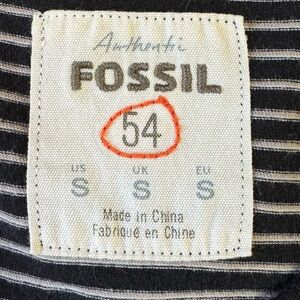 Authentic
FOSSIL
54
US UK EU
S S S
Made in China
Fabriqué en Chine